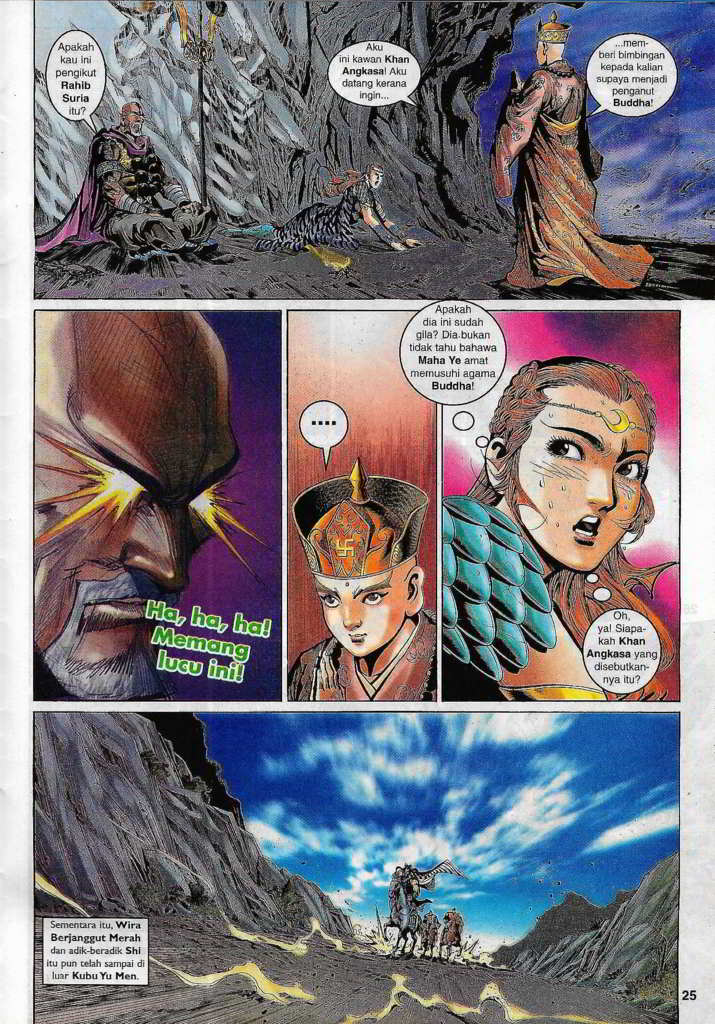 Apakah
kau ini
pengikut
Rahib
Suria
itu?
Aku
ini kawan Khan
Angkasa! Aku
datang kerana
ingin...
...mem-
beri bimbingan
kepada kalian
supaya menjadi
penganut
Buddha!
Ha, ha, ha!
Memang
lucu ini!
....
Apakah
dia ini sudah
gila? Dia bukan
tidak tahu bahawa
Maha Ye amat
memusuhi agama
Buddha!
Oh,
ya! Siapa-
kah Khan
Angkasa yang
disebutkan-
nya itu?
Sementara itu, Wira
Berjanggut Merah
dan adik-beradik Shi
itu pun telah sampai di
luar Kubu Yu Men.
25